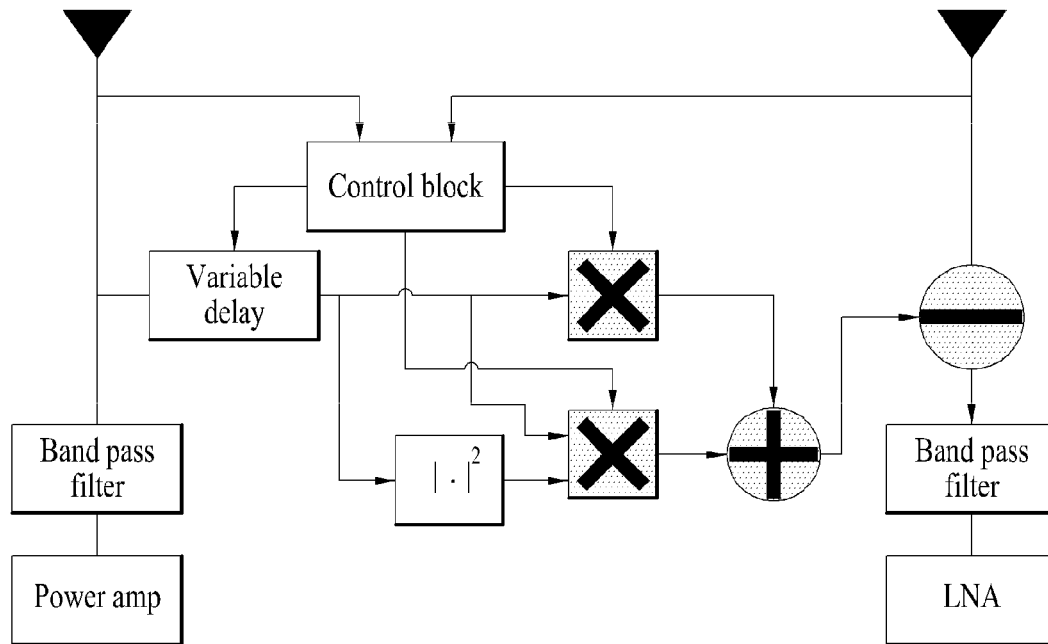 Control block
Variable
delay
Band pass
filter
| · |²
Band pass
filter
Power amp
LNA